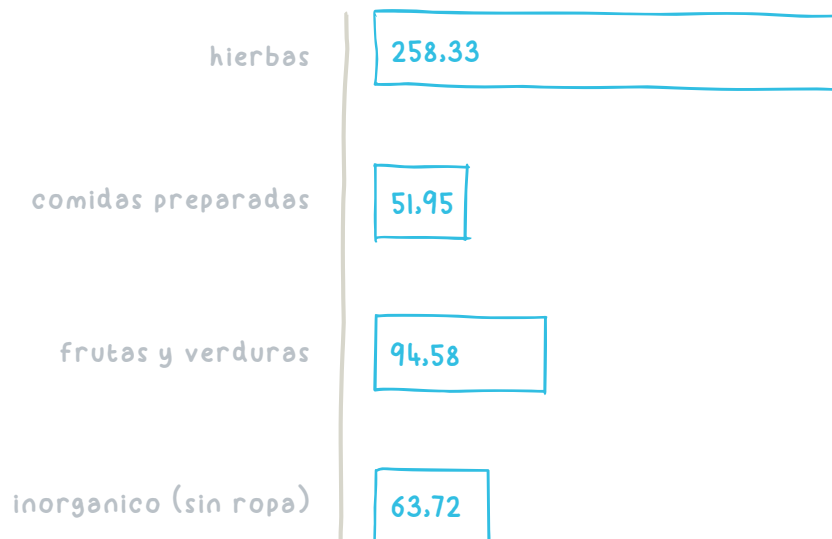 hierbas 258,33
comidas preparadas 51,95
frutas y verduras 94,58
inorganico (sin ropa) 63,72